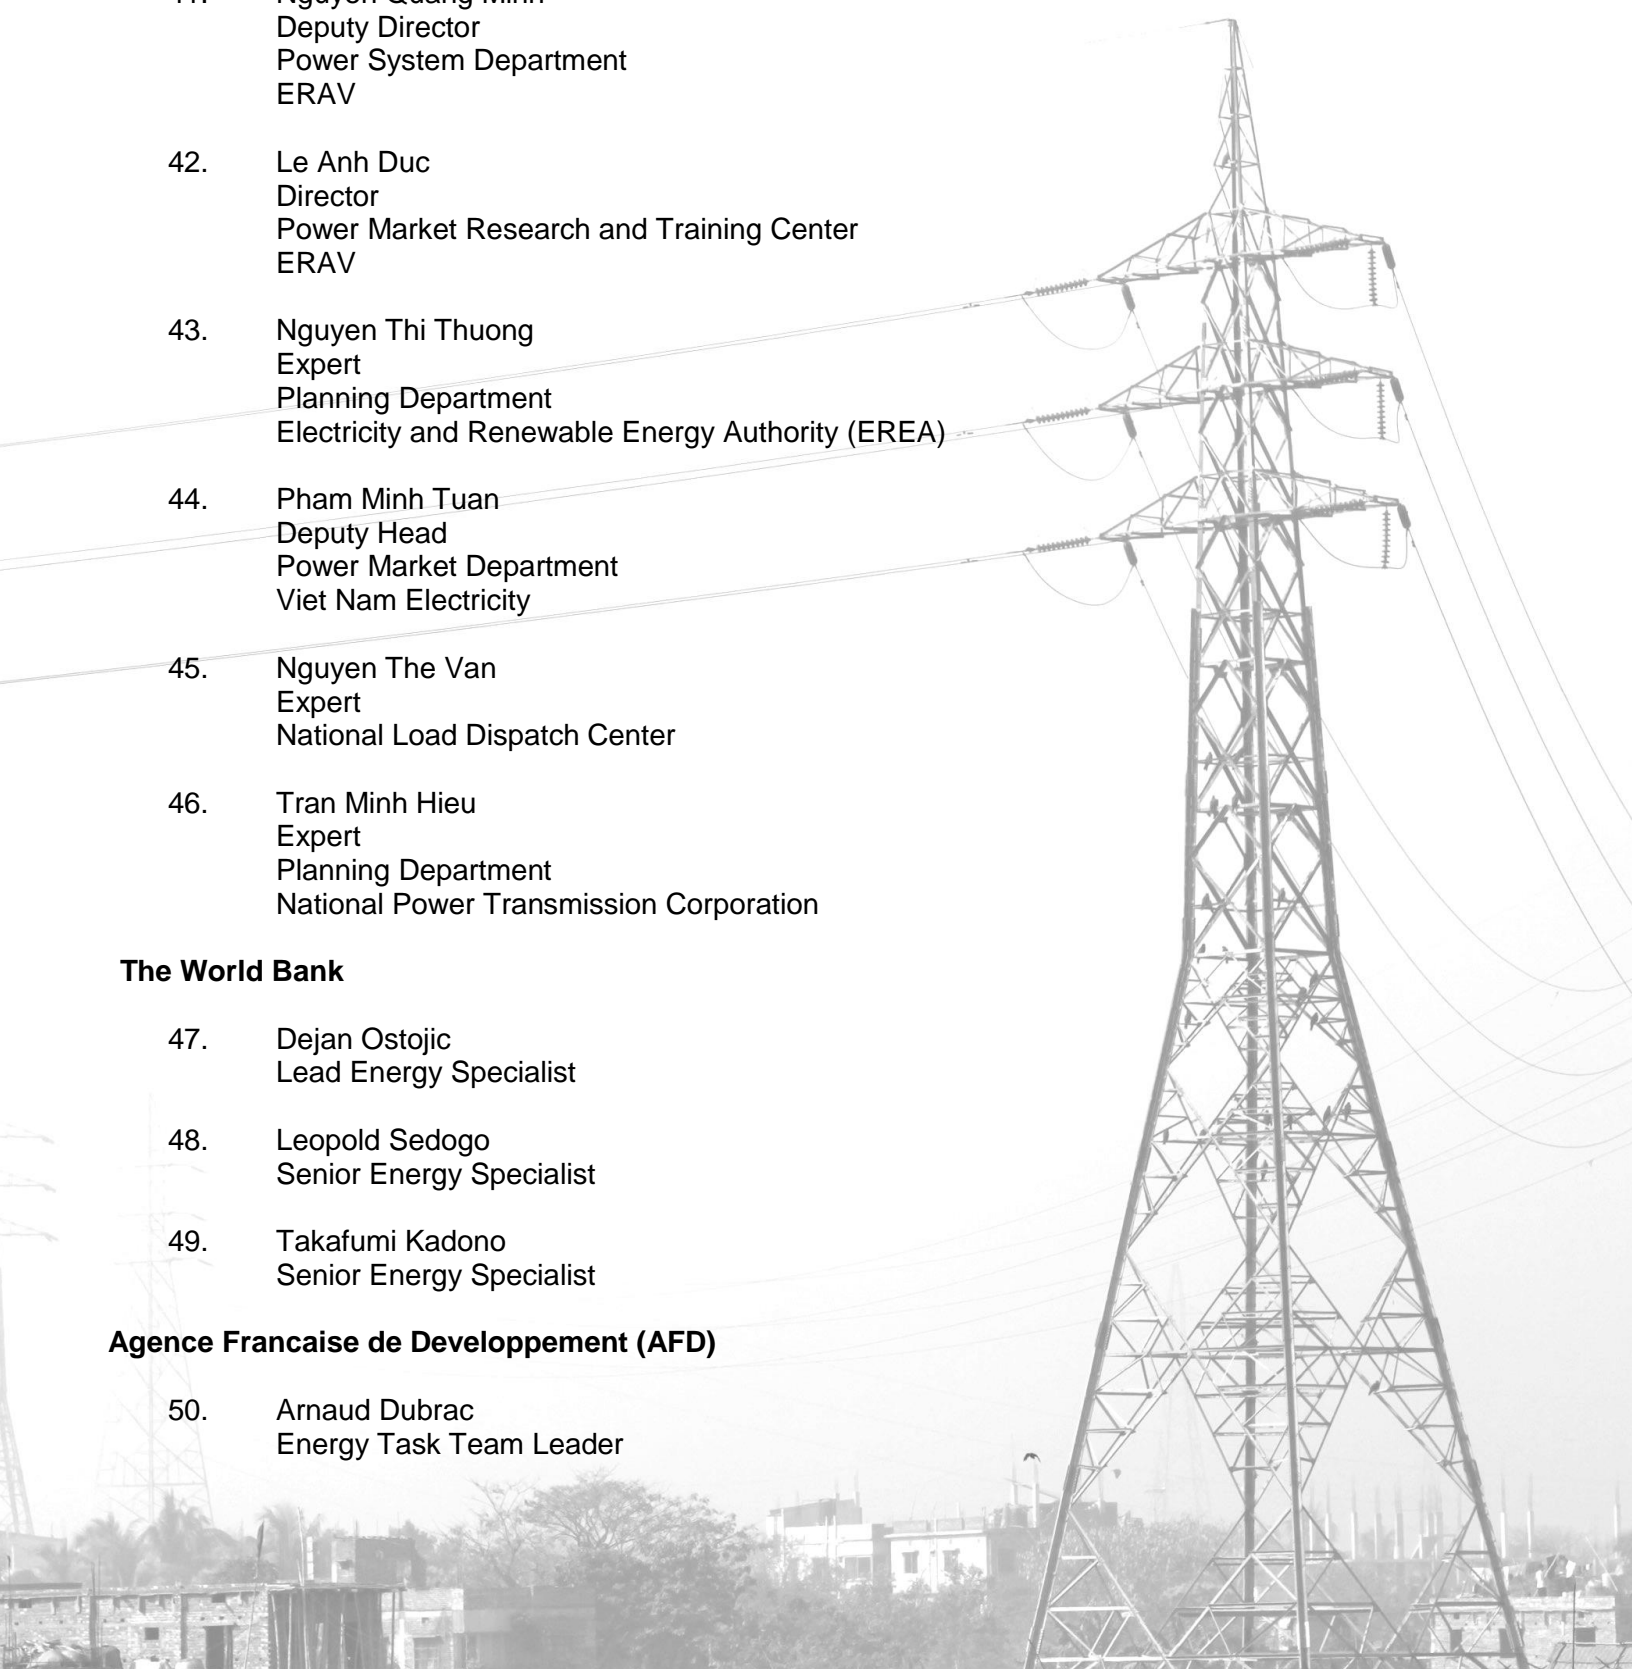 41. Nguyen Quang Minh
Deputy Director
Power System Department
ERAV
42. Le Anh Duc
Director
Power Market Research and Training Center
ERAV
43. Nguyen Thi Thuong
Expert
Planning Department
Electricity and Renewable Energy Authority (EREA)
44. Pham Minh Tuan
Deputy Head
Power Market Department
Viet Nam Electricity
45. Nguyen The Van
Expert
National Load Dispatch Center
46. Tran Minh Hieu
Expert
Planning Department
National Power Transmission Corporation
The World Bank
47. Dejan Ostojic
Lead Energy Specialist
48. Leopold Sedogo
Senior Energy Specialist
49. Takafumi Kadono
Senior Energy Specialist
Agence Francaise de Developpement (AFD)
50. Arnaud Dubrac
Energy Task Team Leader